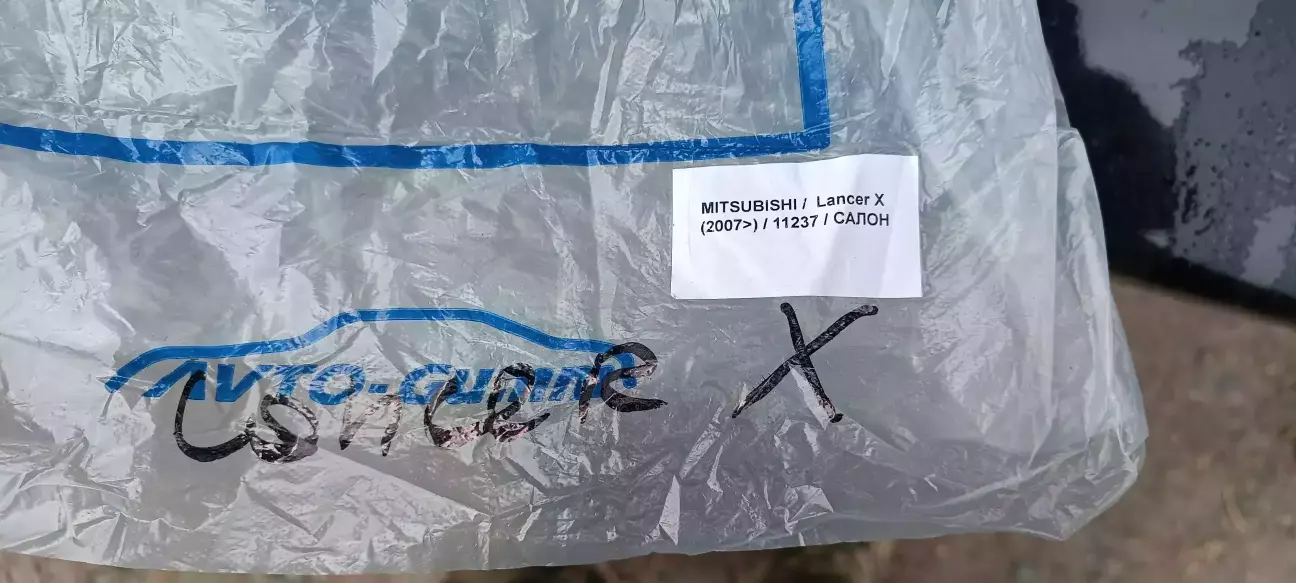 MITSUBISHI / Lancer X
(2007>) / 11237 / САЛОН
AVTO-Gumm
Lancer X